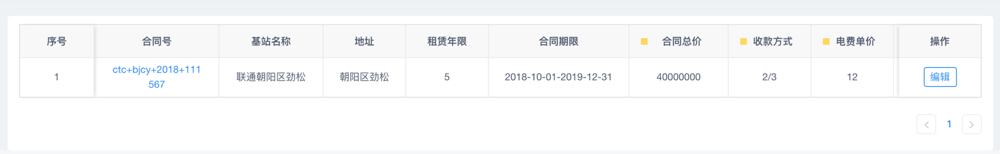 序号 合同号 基站名称 地址 租赁年限 合同期限 合同总价 收款方式 电费单价 操作
1 ctc+bjcy+2018+111 联通朝阳区劲松 朝阳区劲松 5 2018-10-01-2019-12-31 40000000 2/3 12 编辑
567
1